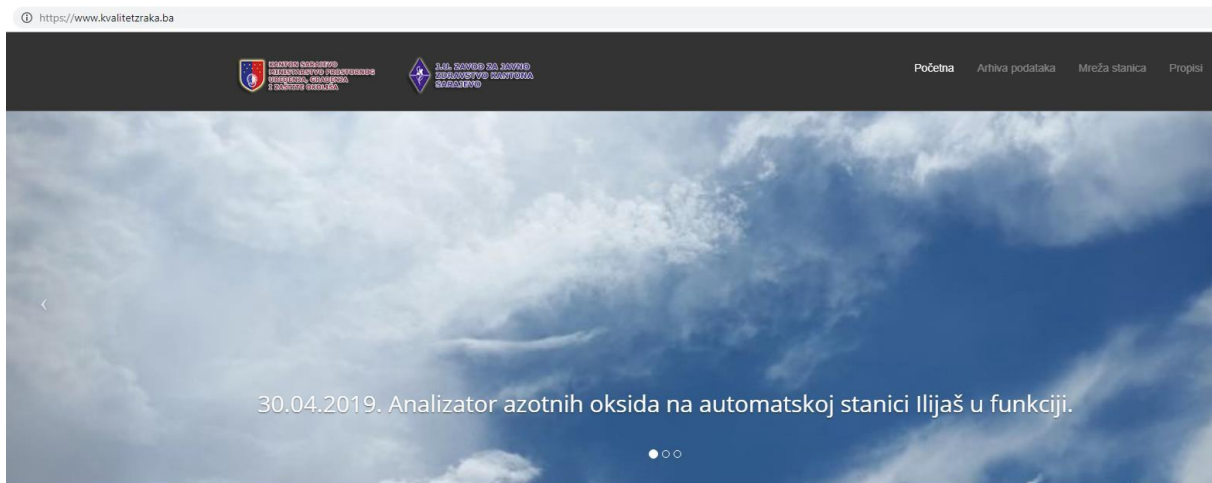 https://www.kvalitetzraka.ba
KANTON SARAJEVO
MINISTARSTVO PROSTORNOG
UREĐENJA, GRAĐENJA
I ZAŠTITE OKOLIŠA
J.U. ZAVOD ZA JAVNO
ZDRAVSTVO KANTONA
SARAJEVO
Početna Arhiva podataka Mreža stanica Propisi
30.04.2019. Analizator azotnih oksida na automatskoj stanici Ilijaš u funkciji.